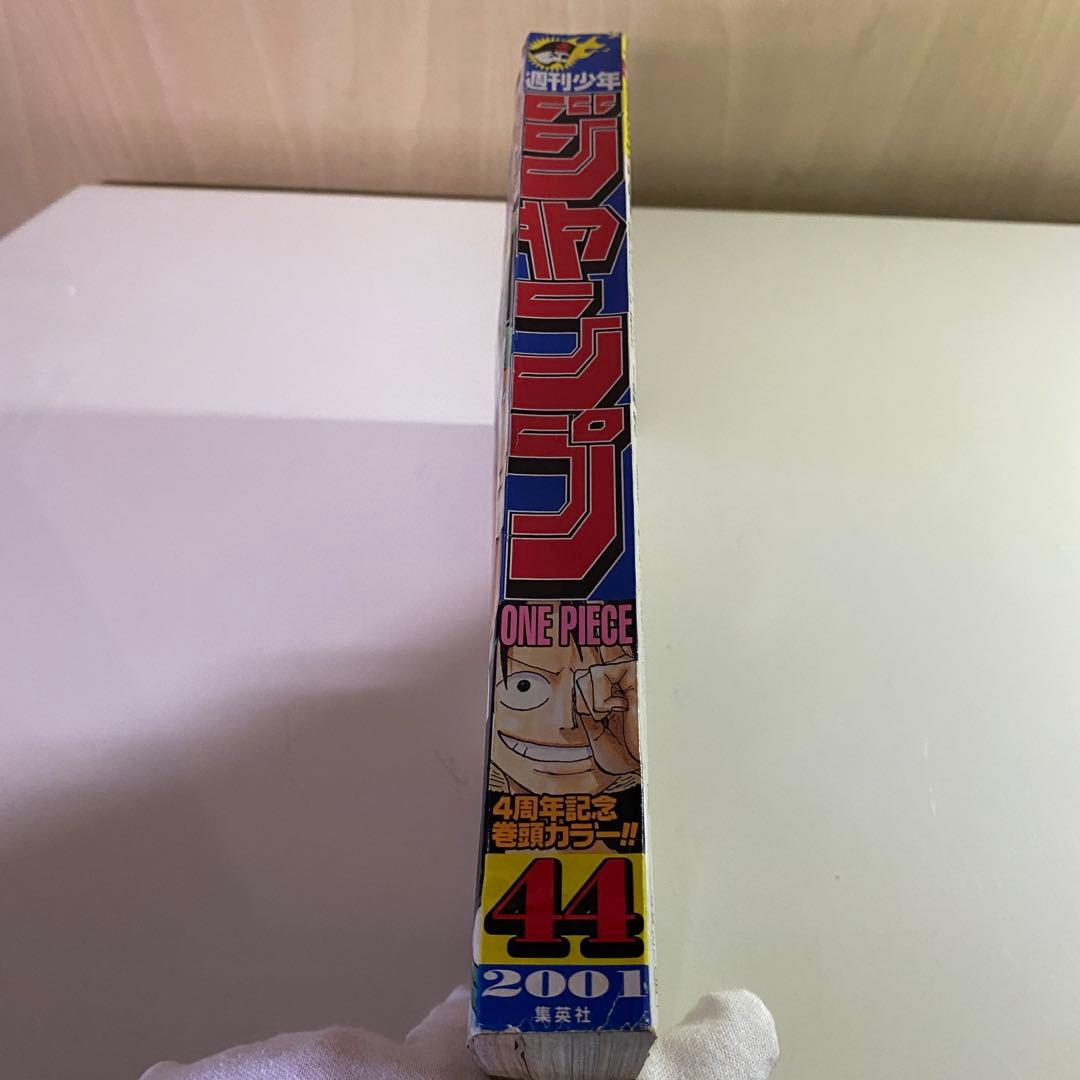 週刊少年
ジャンプ
ONE PIECE
4周年記念
巻頭カラー!!
44
2001
集英社